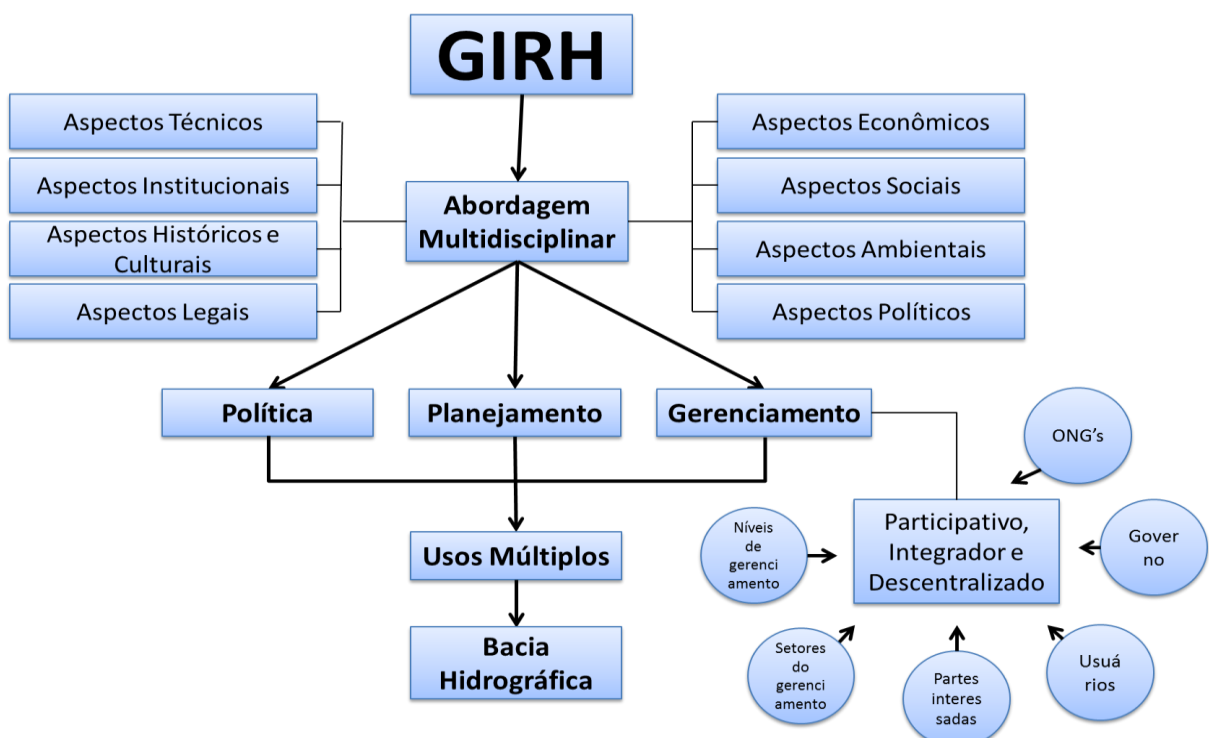 GIRH
Aspectos Técnicos
Aspectos Institucionais
Aspectos Históricos e
Culturais
Aspectos Legais
Abordagem
Multidisciplinar
Aspectos Econômicos
Aspectos Sociais
Aspectos Ambientais
Aspectos Políticos
Política
Planejamento
Gerenciamento
Usos Múltiplos
Bacia
Hidrográfica
Participativo,
Integrador e
Descentralizado
ONG’s
Gover
no
Usuá
rios
Partes
interes
sadas
Setores
do
gerenci
amento
Níveis
de
gerenci
amento